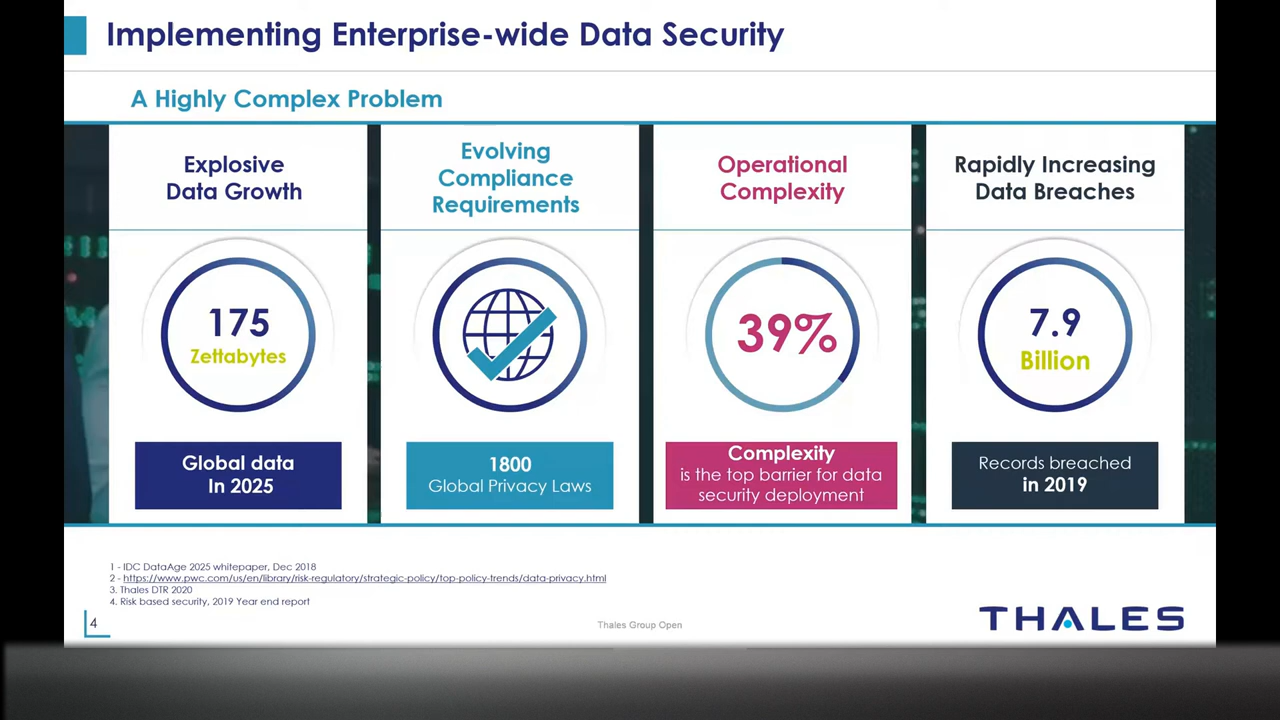 Implementing Enterprise-wide Data Security
A Highly Complex Problem
Explosive
Data Growth
175
Zettabytes
Global data
In 2025
Evolving
Compliance
Requirements
1800
Global Privacy Laws
Operational
Complexity
39%
Complexity
is the top barrier for data
security deployment
Rapidly Increasing
Data Breaches
7.9
Billion
Records breached
in 2019
1 - IDC DataAge 2025 whitepaper, Dec 2018
2 - https://www.pwc.com/us/en/library/risk-regulatory/strategic-policy/top-policy-trends/data-privacy.html
3. Thales DTR 2020
4. Risk based security, 2019 Year end report
4
Thales Group Open
THALES